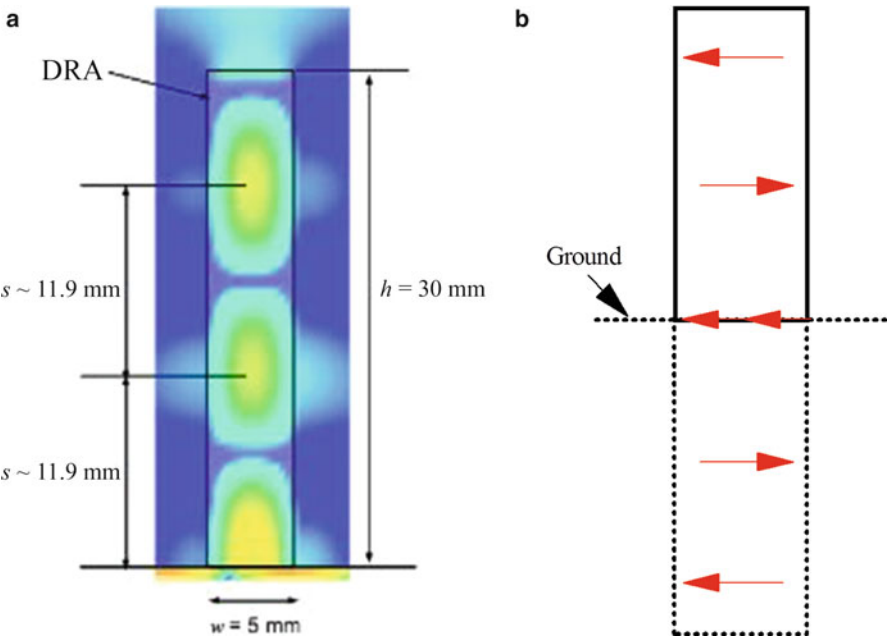 a
DRA
s ~ 11.9 mm
h = 30 mm
s ~ 11.9 mm
w = 5 mm
b
Ground